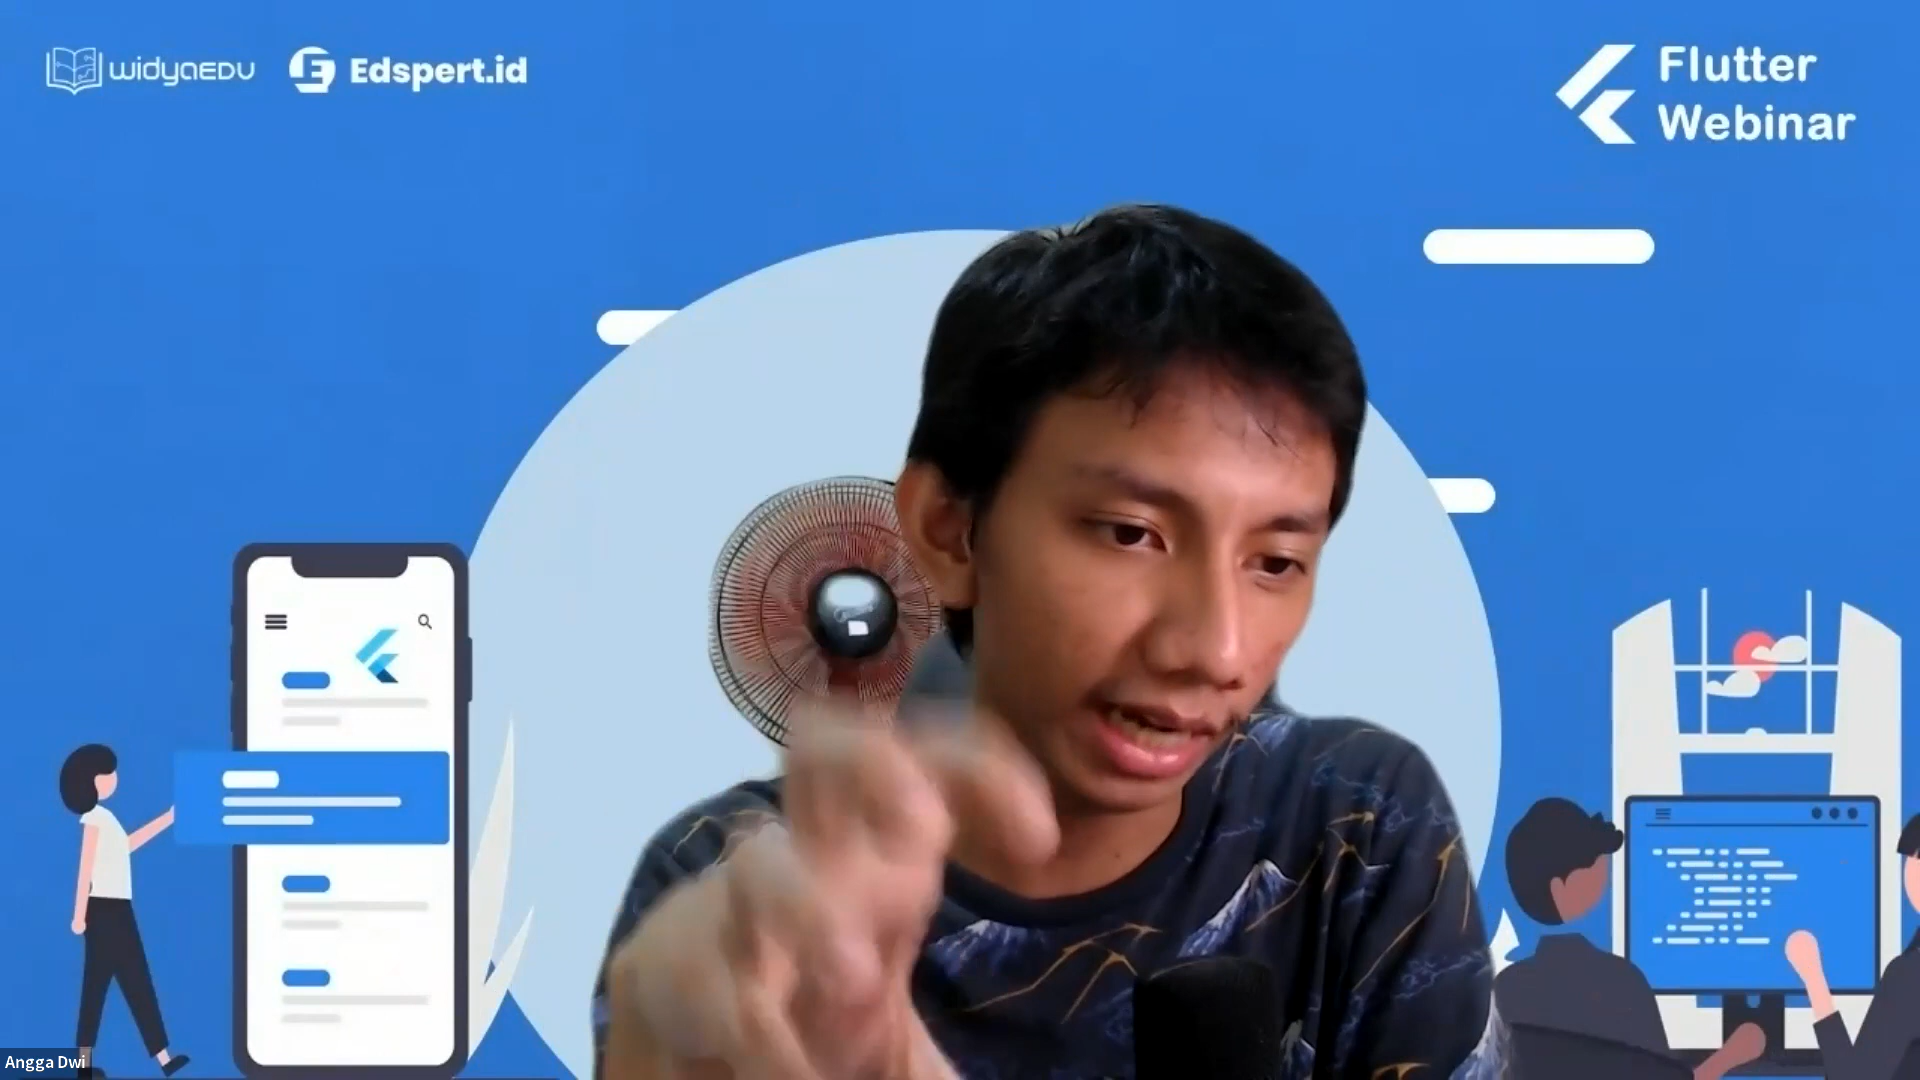 WIDYAEDU
Edspert.id
Flutter
Webinar
Angga Dwi